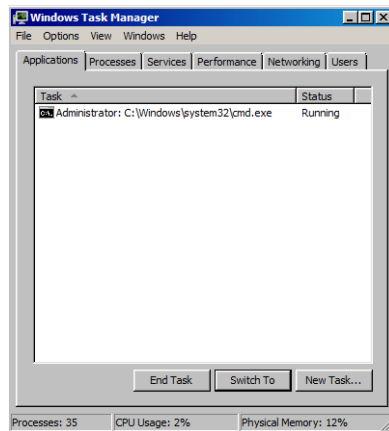 Windows Task Manager
File Options View Windows Help
Applications Processes Services Performance Networking Users
Task Status
Administrator: C:\Windows\system32\cmd.exe Running
End Task Switch To New Task...
Processes: 35 CPU Usage: 2% Physical Memory: 12%